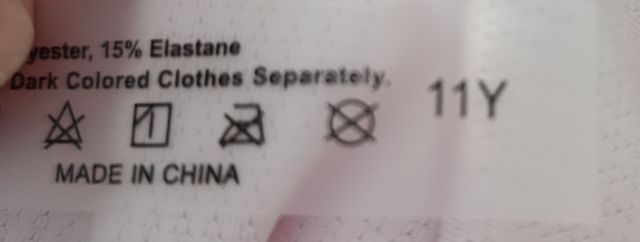 yester, 15% Elastane
Dark Colored Clothes Separately.
11Y
MADE IN CHINA